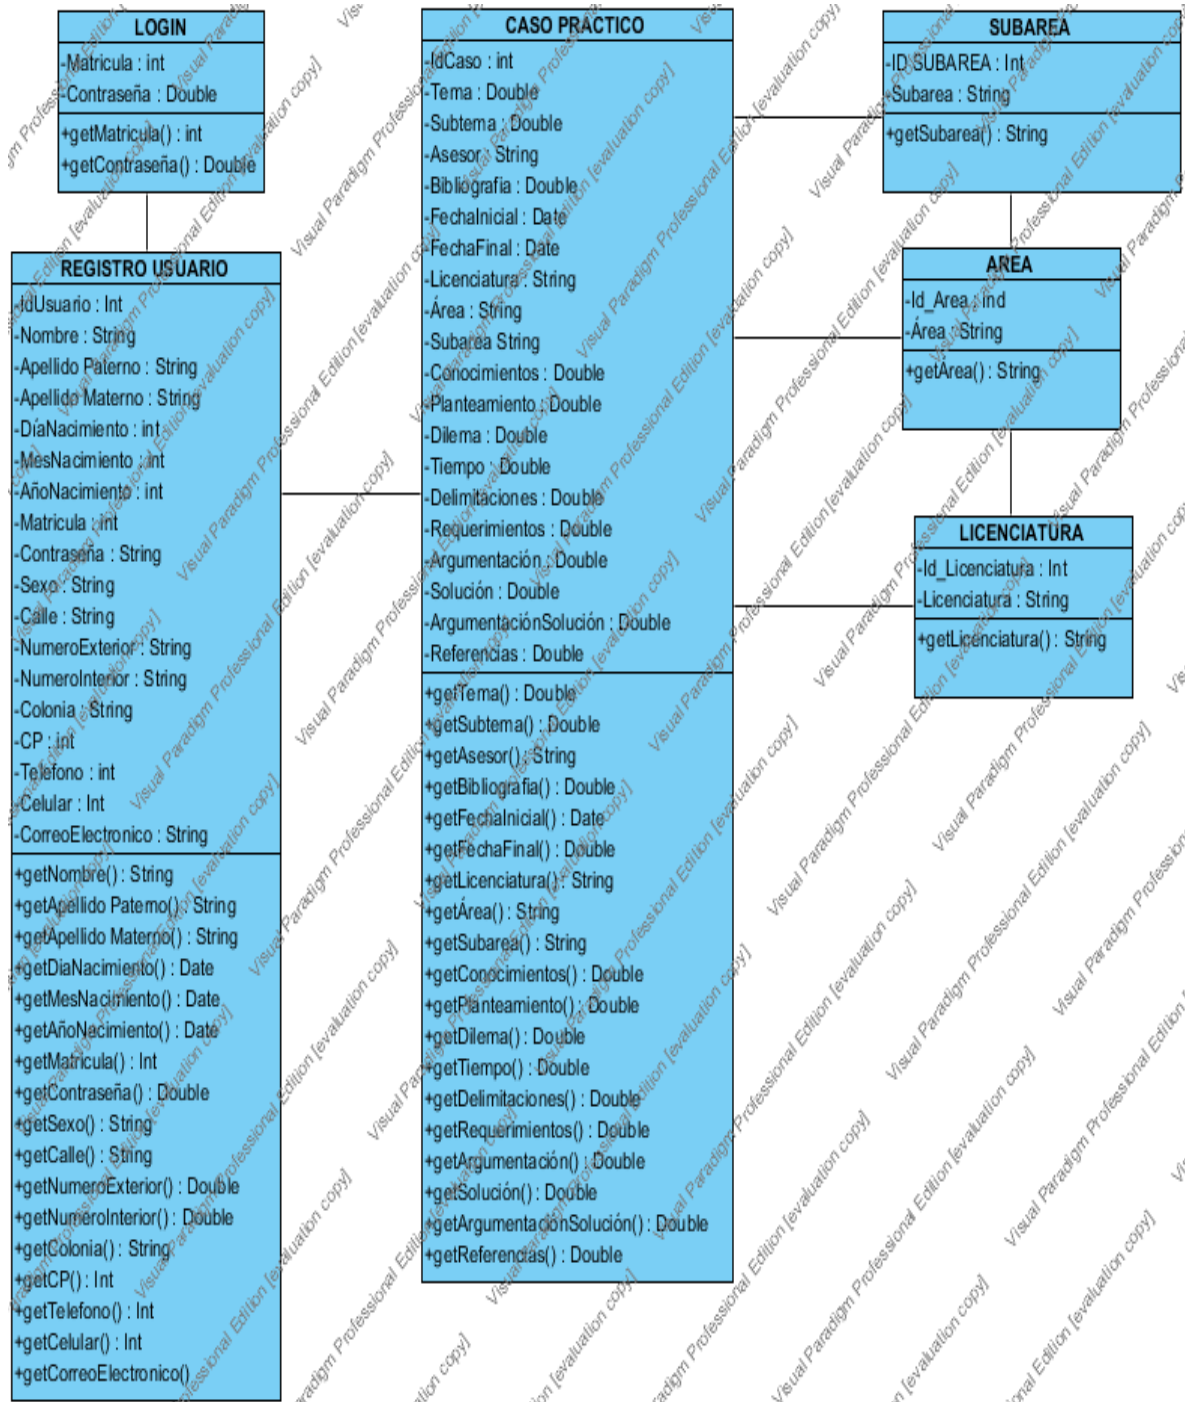 LOGIN
-Matricula : int
-Contraseña : Double
+getMatricula() : int
+getContraseña() : Double
REGISTRO USUARIO
-IdUsuario : Int
-Nombre : String
-Apellido Paterno : String
-Apellido Materno : String
-DíaNacimiento : int
-MesNacimiento : int
-AñoNacimiento : int
-Matricula : Int
-Contraseña : String
-Sexo : String
-Calle : String
-NumeroExterior : String
-NumeroInterior : String
-Colonia : String
-CP : int
-Telefono : int
-Celular : Int
-CorreoElectronico : String
+getNombre() : String
+getApellido Paterno() : String
+getApellido Materno() : String
+getDiaNacimiento() : Date
+getMesNacimiento() : Date
+getAñoNacimiento() : Date
+getMatricula() : Int
+getContraseña() : Double
+getSexo() : String
+getCalle() : String
+getNumeroExterior() : Double
+getNumeroInterior() : Double
+getColonia() : String
+getCP() : Int
+getTelefono() : Int
+getCelular() : Int
+getCorreoElectronico()
CASO PRACTICO
-IdCaso : int
-Tema : Double
-Subtema : Double
-Asesor : String
-Bibliografia : Double
-FechaInicial : Date
-FechaFinal : Date
-Licenciatura : String
-Área : String
-Subarea String
-Conocimientos : Double
-Planteamiento : Double
-Dilema : Double
-Tiempo : Double
-Delimitaciones : Double
-Requerimientos : Double
-Argumentación : Double
-Solución : Double
-ArgumentaciónSolución : Double
-Referencias : Double
+getTema() : Double
+getSubtema() : Double
+getAsesor() : String
+getBibliografia() : Double
+getFechaInicial() : Date
+getFechaFinal() : Double
+getLicenciatura() : String
+getÁrea() : String
+getSubarea() : String
+getConocimientos() : Double
+getPlanteamiento() : Double
+getDilema() : Double
+getTiempo() : Double
+getDelimitaciones() : Double
+getRequerimientos() : Double
+getArgumentación() : Double
+getSolución() : Double
+getArgumentaciónSolución() : Double
+getReferencias() : Double
SUBAREA
-ID SUBAREA : Int
-Subarea : String
+getSubarea() : String
AREA
-Id_Area : ind
-Área : String
+getÁrea() : String
LICENCIATURA
-Id_Licenciatura : Int
-Licenciatura : String
+getLicenciatura() : String
Visual Paradigm Professional Edition [evaluation copy]